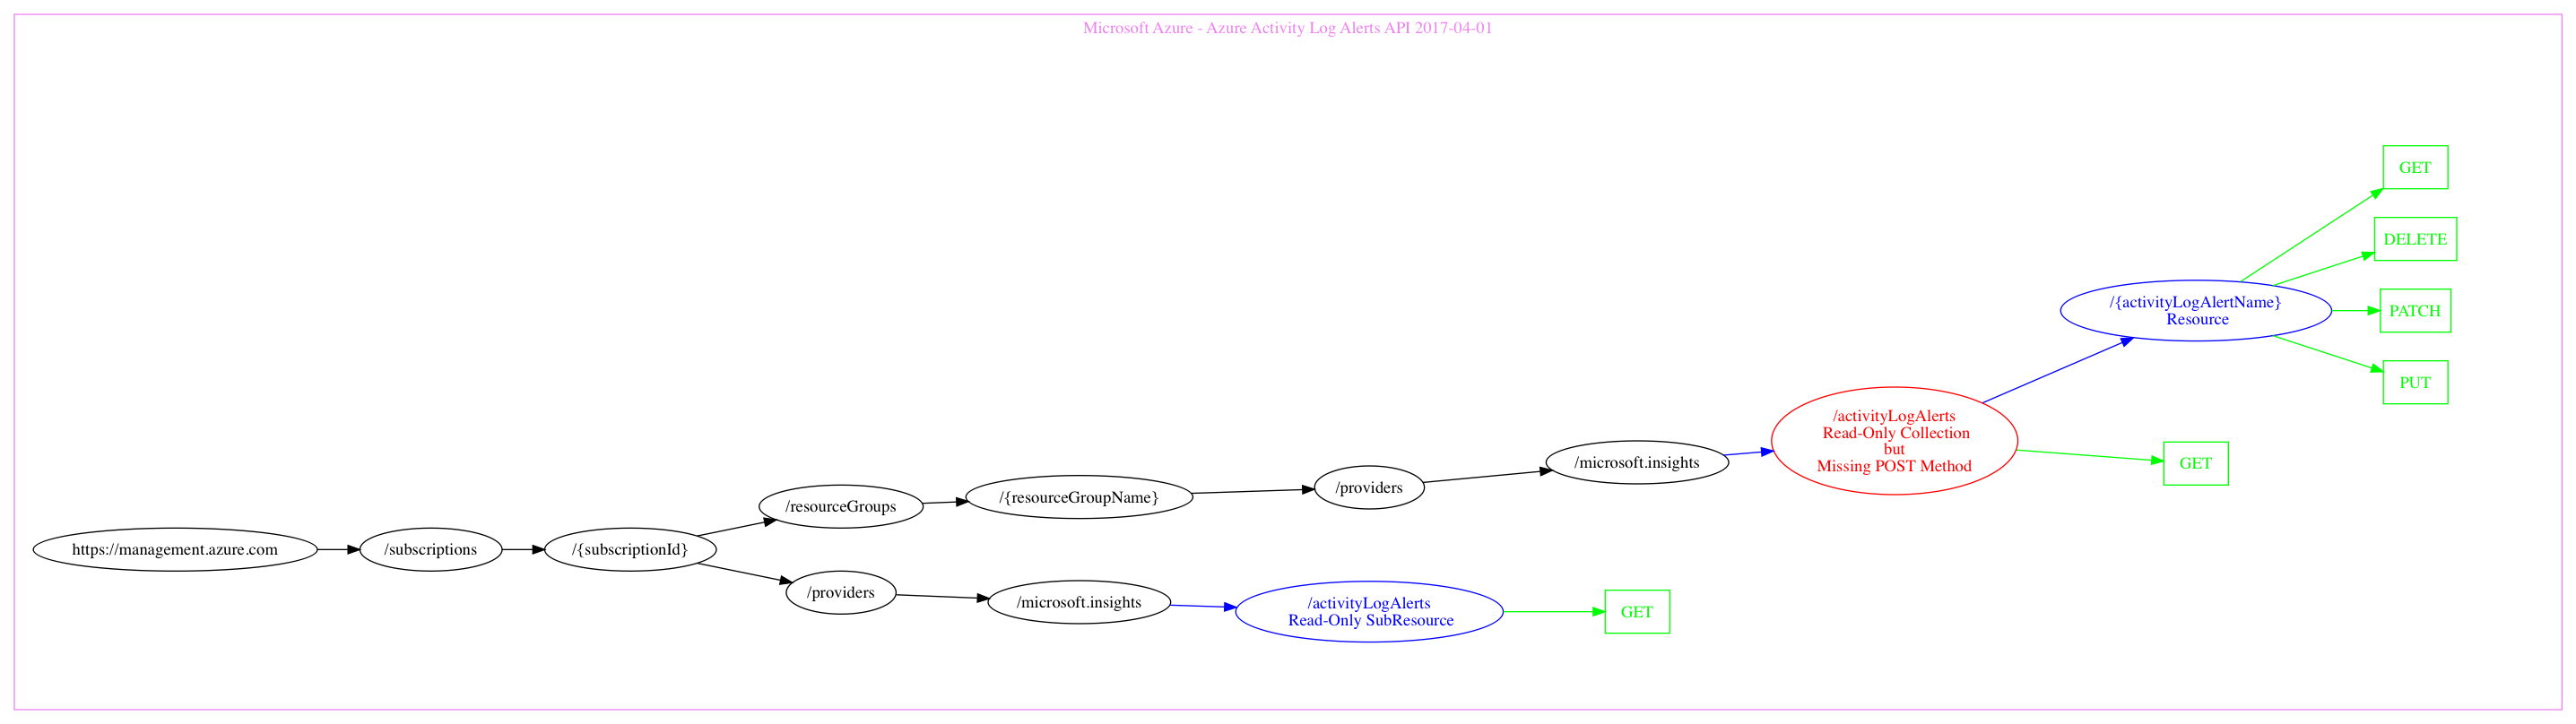 Microsoft Azure - Azure Activity Log Alerts API 2017-04-01
GET
DELETE
/{activityLogAlertName}
Resource
PATCH
PUT
/activityLogAlerts
Read-Only Collection
but
Missing POST Method
GET
/microsoft.insights
/providers
/{resourceGroupName}
/resourceGroups
https://management.azure.com
/subscriptions
/{subscriptionId}
/providers
/microsoft.insights
/activityLogAlerts
Read-Only SubResource
GET